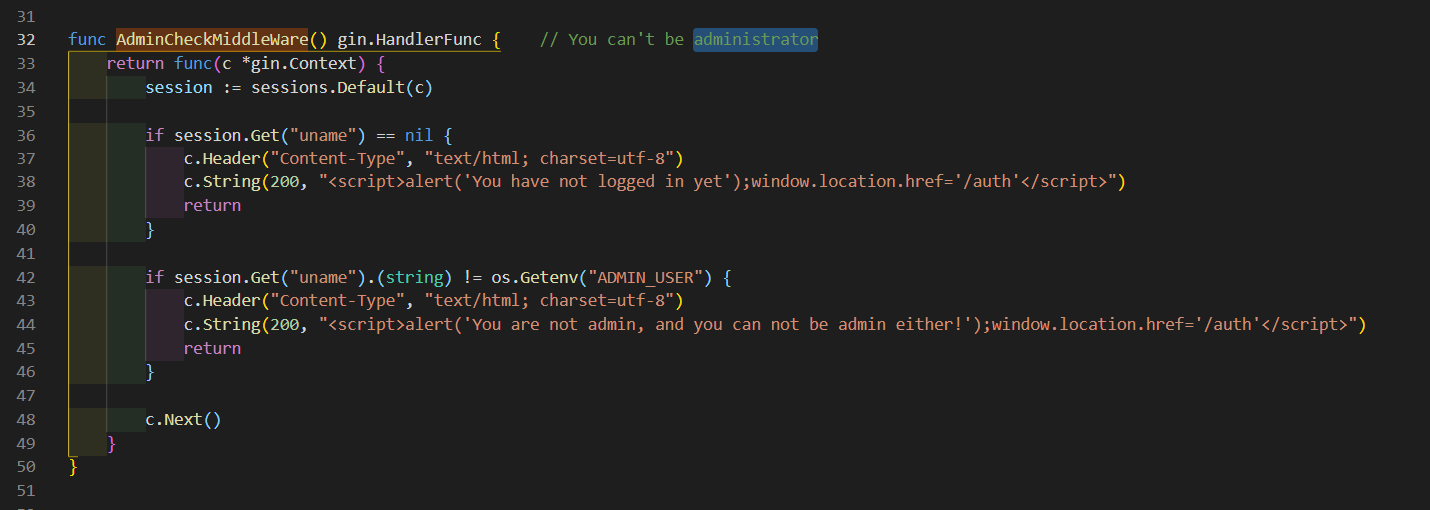 31
32 func AdminCheckMiddleWare() gin.HandlerFunc {    // You can't be administrator
33     return func(c *gin.Context) {
34         session := sessions.Default(c)
35
36         if session.Get("uname") == nil {
37             c.Header("Content-Type", "text/html; charset=utf-8")
38             c.String(200, "<script>alert('You have not logged in yet');window.location.href='/auth'</script>")
39             return
40         }
41
42         if session.Get("uname").(string) != os.Getenv("ADMIN_USER") {
43             c.Header("Content-Type", "text/html; charset=utf-8")
44             c.String(200, "<script>alert('You are not admin, and you can not be admin either!');window.location.href='/auth'</script>")
45             return
46         }
47
48         c.Next()
49     }
50 }
51